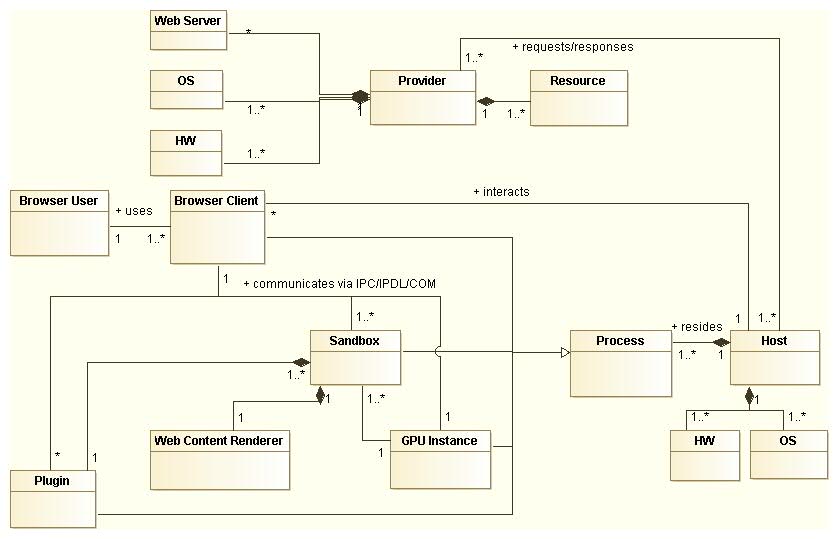 Web Server
*
+ requests/responses
1..*
OS
1..*
Provider
1
1
1..*
Resource
HW
1..*
Browser User
+ uses
1
1..*
Browser Client
*
+ interacts
1
+ communicates via IPC/IPDL/COM
1..*
1
1..*
+ resides
Sandbox
Process
1..*
1
Host
1..*
1
1..*
1
1..*
1..*
1
1
1
Web Content Renderer
GPU Instance
HW
OS
*
1
Plugin